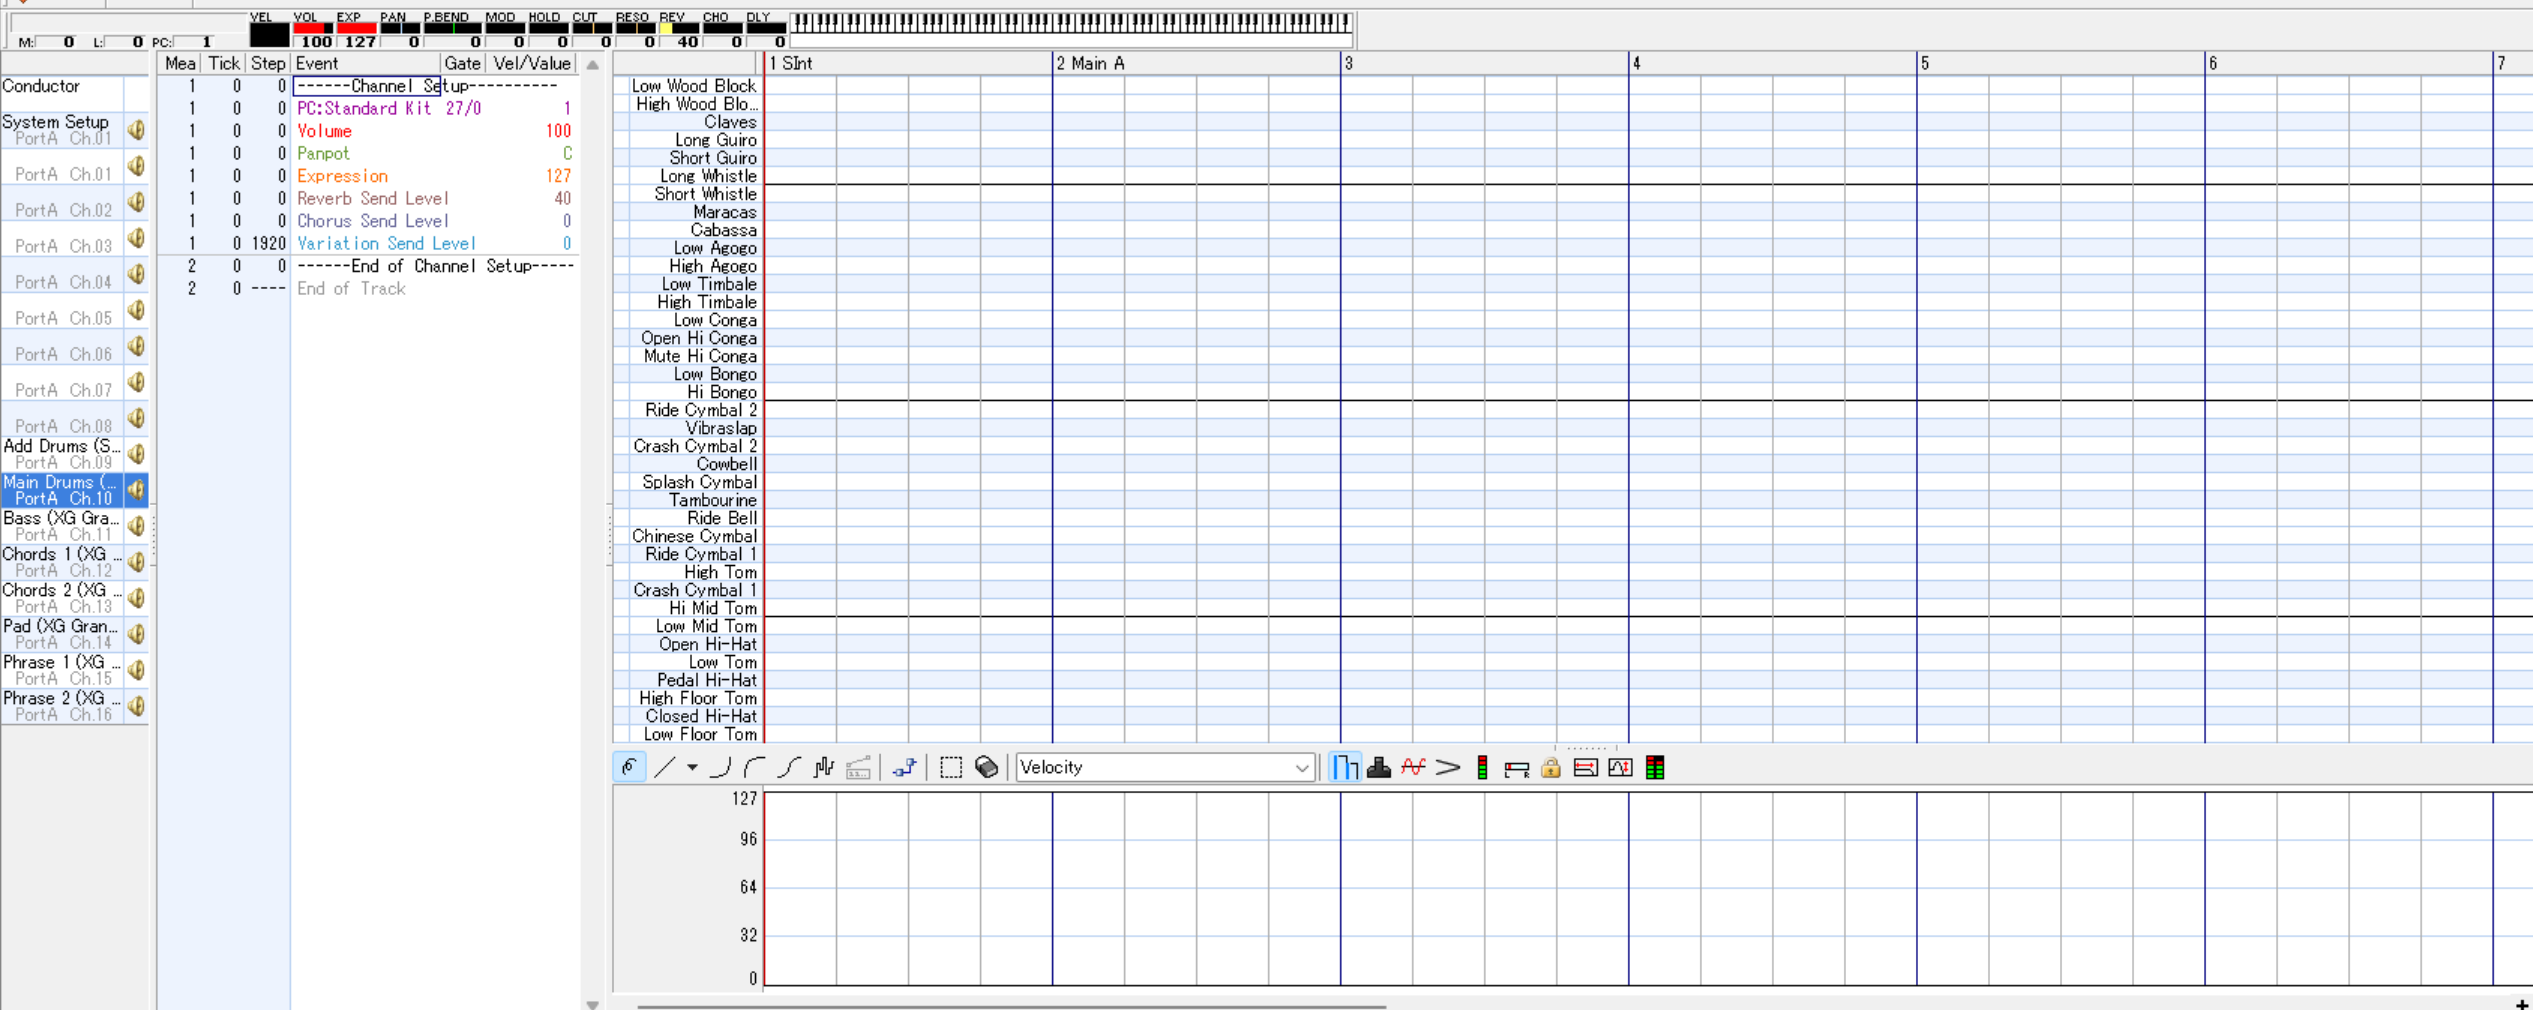 VEL VOL EXP PAN P.BEND MOD HOLD CUT RESO REV CHO DLY
M: 0 L: 0 PC: 1 100 127 0 0 0 0 0 0 40 0 0
Mea Tick Step Event Gate Vel/Value
1 SInt 2 Main A 3 4 5 6 7
Conductor
System Setup
PortA Ch.01
PortA Ch.01
PortA Ch.02
PortA Ch.03
PortA Ch.04
PortA Ch.05
PortA Ch.06
PortA Ch.07
PortA Ch.08
Add Drums (S...
PortA Ch.09
Main Drums (...
PortA Ch.10
Bass (XG Gra...
PortA Ch.11
Chords 1 (XG ...
PortA Ch.12
Chords 2 (XG ...
PortA Ch.13
Pad (XG Gran...
PortA Ch.14
Phrase 1 (XG ...
PortA Ch.15
Phrase 2 (XG ...
PortA Ch.16
1 0 0 ------Channel Setup----------
1 0 0 PC:Standard Kit 27/0 1
1 0 0 Volume 100
1 0 0 Panpot C
1 0 0 Expression 127
1 0 0 Reverb Send Level 40
1 0 0 Chorus Send Level 0
1 0 1920 Variation Send Level 0
2 0 0 ------End of Channel Setup-----
2 0 ---- End of Track
Low Wood Block
High Wood Blo...
Claves
Long Guiro
Short Guiro
Long Whistle
Short Whistle
Maracas
Cabassa
Low Agogo
High Agogo
Low Timbale
High Timbale
Low Conga
Open Hi Conga
Mute Hi Conga
Low Bongo
Hi Bongo
Ride Cymbal 2
Vibraslap
Crash Cymbal 2
Cowbell
Splash Cymbal
Tambourine
Ride Bell
Chinese Cymbal
Ride Cymbal 1
High Tom
Crash Cymbal 1
Hi Mid Tom
Low Mid Tom
Open Hi-Hat
Low Tom
Pedal Hi-Hat
High Floor Tom
Closed Hi-Hat
Low Floor Tom
Velocity
127
96
64
32
0